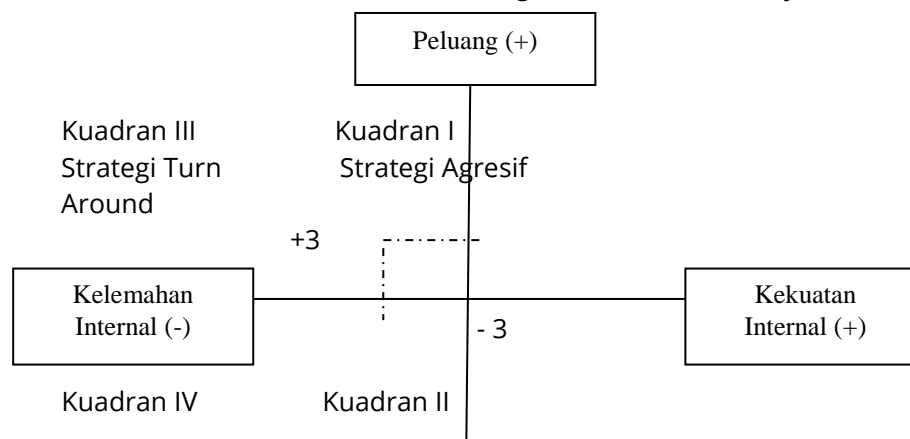 Peluang (+)
Kuadran III Kuadran I
Strategi Turn Strategi Agresif
Around
+3
Kelemahan
Internal (-)
Kekuatan
Internal (+)
- 3
Kuadran IV Kuadran II